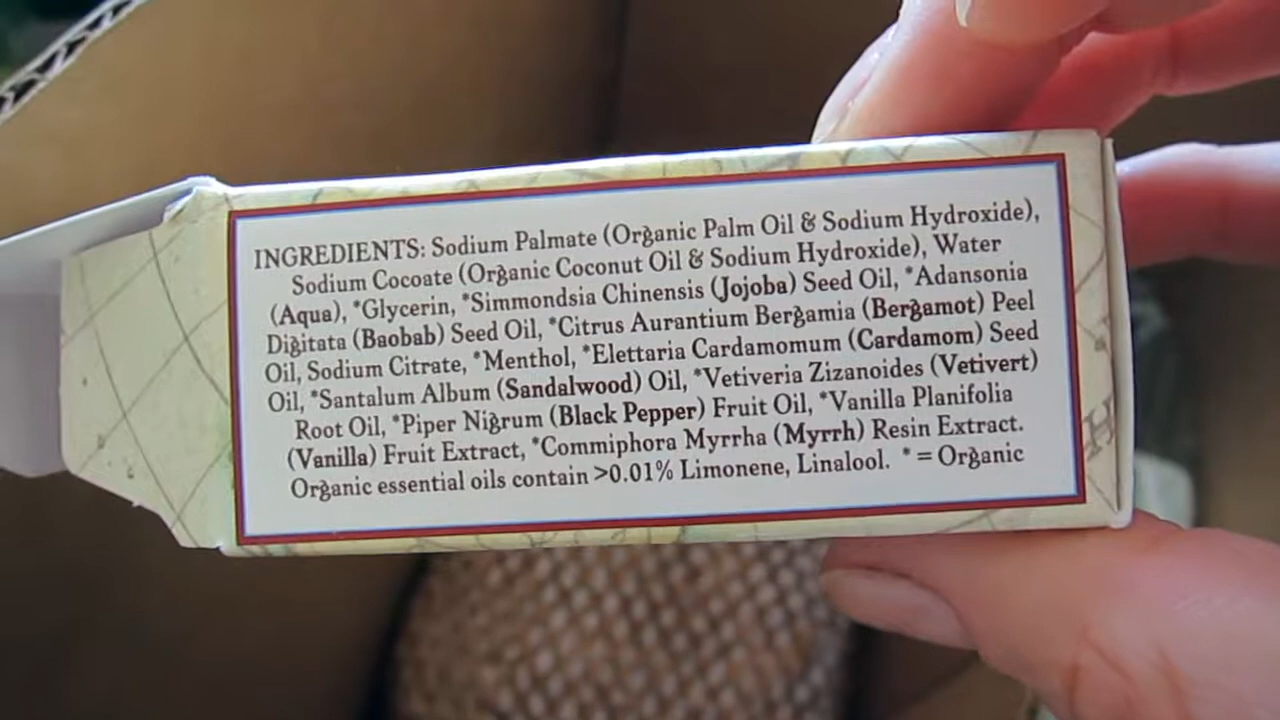 INGREDIENTS: Sodium Palmate (Organic Palm Oil & Sodium Hydroxide),
Sodium Cocoate (Organic Coconut Oil & Sodium Hydroxide), Water
(Aqua), *Glycerin, *Simmondsia Chinensis (Jojoba) Seed Oil, *Adansonia
Digitata (Baobab) Seed Oil, *Citrus Aurantium Bergamia (Bergamot) Peel
Oil, Sodium Citrate, *Menthol, *Elettaria Cardamomum (Cardamom) Seed
Oil, *Santalum Album (Sandalwood) Oil, *Vetiveria Zizanoides (Vetivert)
Root Oil, *Piper Nigrum (Black Pepper) Fruit Oil, *Vanilla Planifolia
(Vanilla) Fruit Extract, *Commiphora Myrrha (Myrrh) Resin Extract.
Organic essential oils contain >0.01% Limonene, Linalool. * = Organic